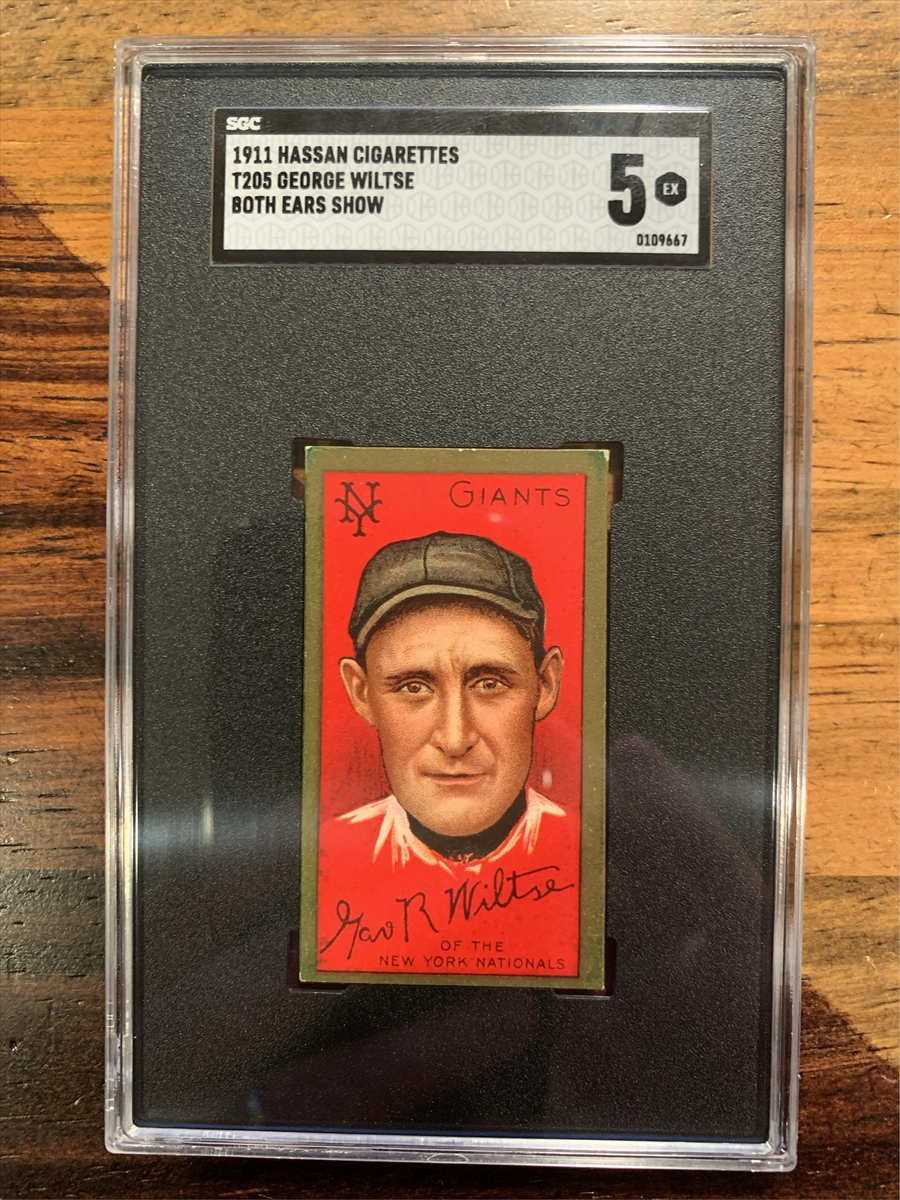 SGC
1911 HASSAN CIGARETTES
T205 GEORGE WILTSE
BOTH EARS SHOW
5 EX
0109667
NY GIANTS
Geo R Wiltse
OF THE
NEW YORK NATIONALS